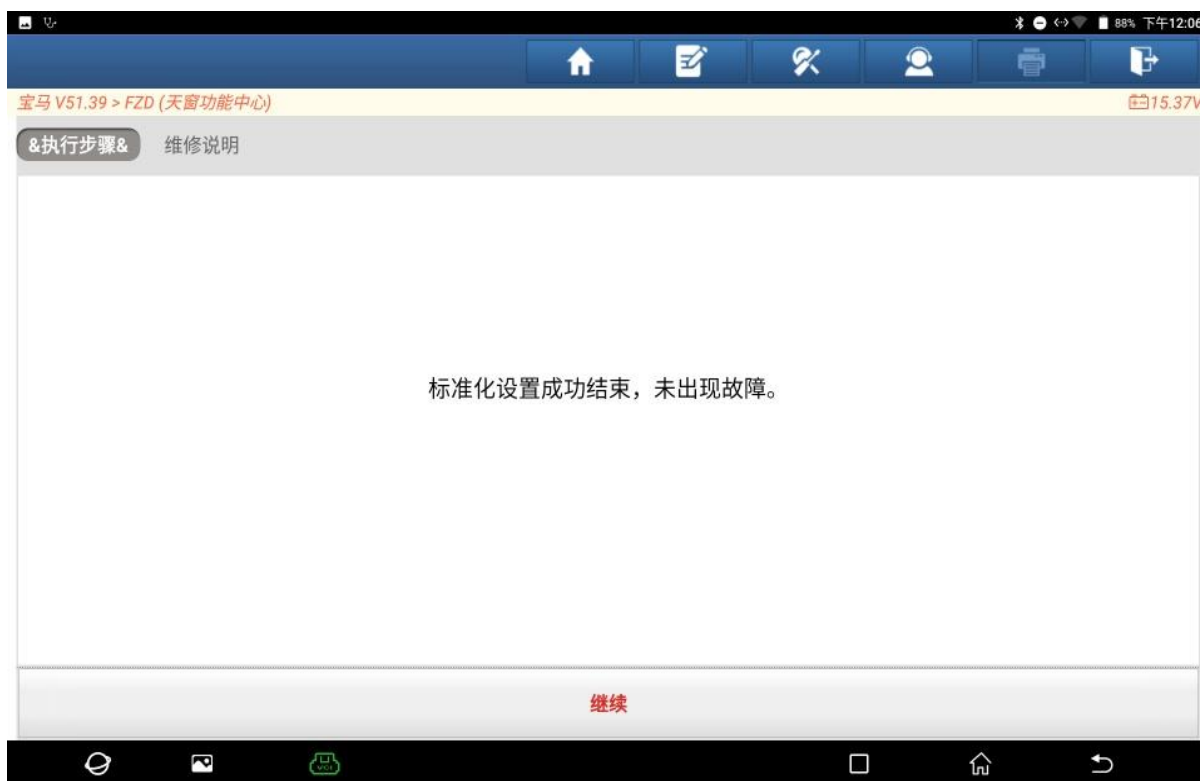 88% 下午12:06
宝马 V51.39 > FZD (天窗功能中心)
15.37V
&执行步骤& 维修说明
标准化设置成功结束，未出现故障。
继续
VCI